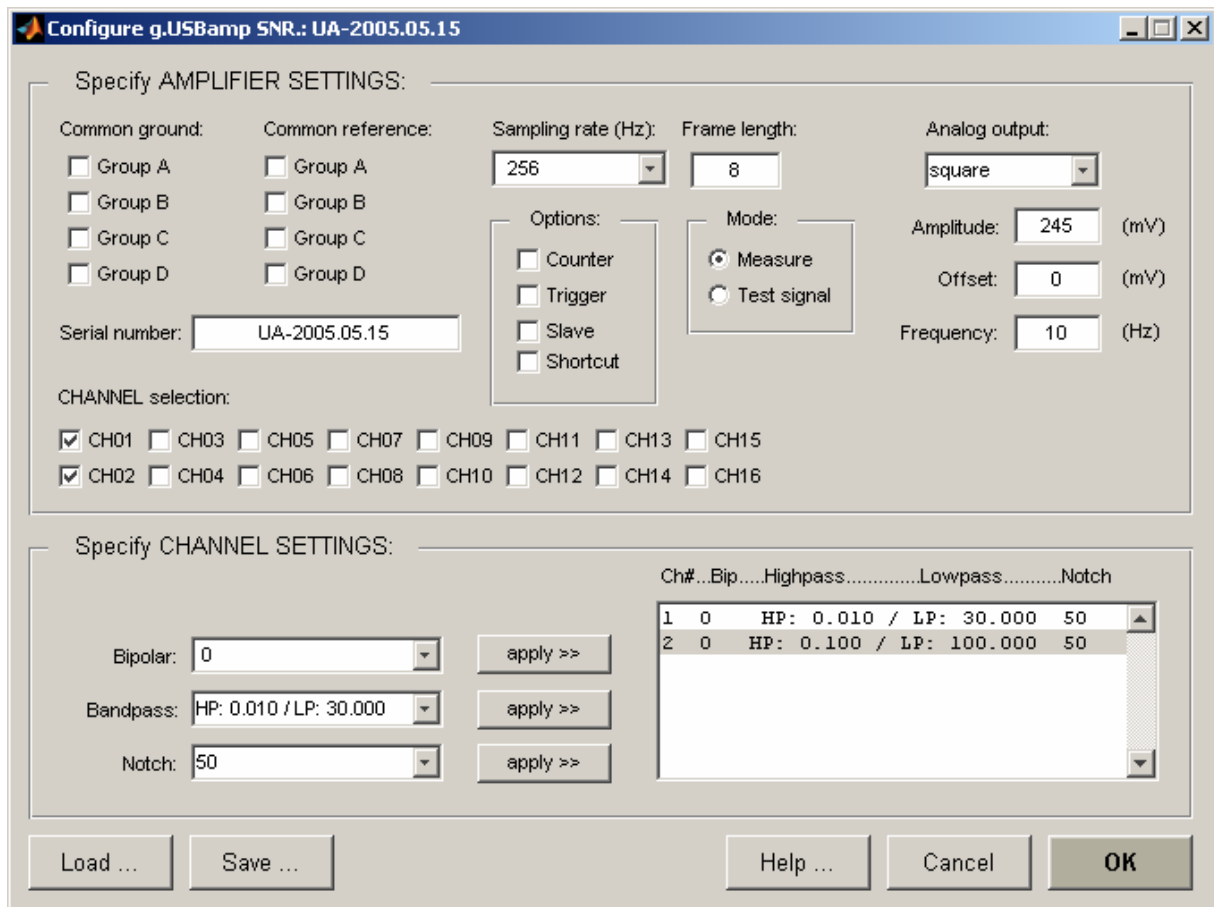 Configure g.USBamp SNR.: UA-2005.05.15
Specify AMPLIFIER SETTINGS:
Common ground: Common reference: Sampling rate (Hz): Frame length: Analog output:
Group A Group A 256 8 square
Group B Group B Options: Mode: Amplitude: 245 (mV)
Group C Group C Counter Measure
Group D Group D Trigger Test signal Offset: 0 (mV)
Serial number: UA-2005.05.15 Slave Frequency: 10 (Hz)
Shortcut
CHANNEL selection:
CH01 CH03 CH05 CH07 CH09 CH11 CH13 CH15
CH02 CH04 CH06 CH08 CH10 CH12 CH14 CH16
Specify CHANNEL SETTINGS:
Ch#...Bip.....Highpass.............Lowpass..........Notch
1 0 HP: 0.010 / LP: 30.000 50
2 0 HP: 0.100 / LP: 100.000 50
Bipolar: 0 apply >>
Bandpass: HP: 0.010 / LP: 30.000 apply >>
Notch: 50 apply >>
Load ... Save ... Help ... Cancel OK